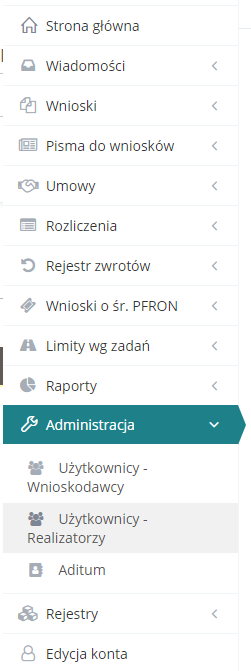 Strona główna
Wiadomości
Wnioski
Pisma do wniosków
Umowy
Rozliczenia
Rejestr zwrotów
Wnioski o śr. PFRON
Limity wg zadań
Raporty
Administracja
Użytkownicy -
Wnioskodawcy
Użytkownicy -
Realizatorzy
Aditum
Rejestry
Edycja konta